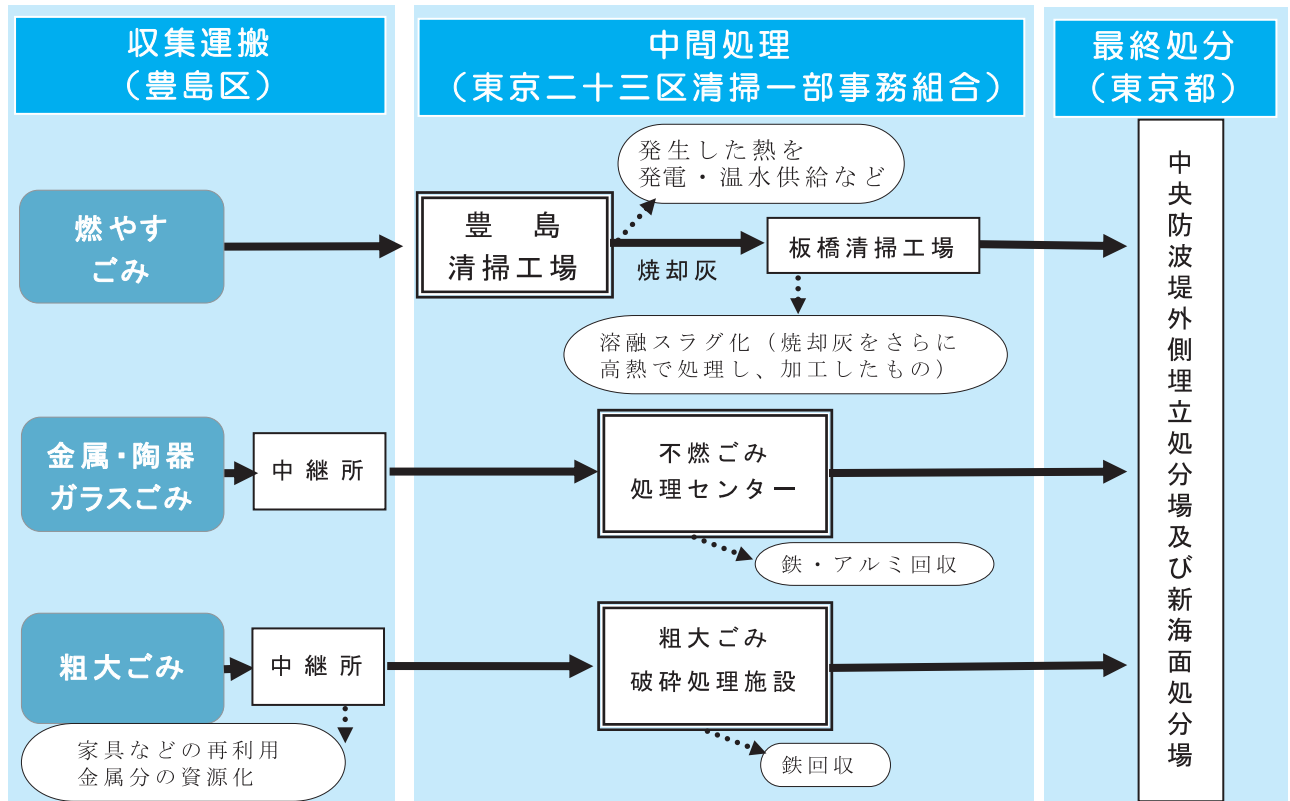 収集運搬
（豊島区）
中間処理
（東京二十三区清掃一部事務組合）
最終処分
（東京都）
燃やす
ごみ
豊　島
清掃工場
発生した熱を
発電・温水供給など
焼却灰
板橋清掃工場
溶融スラグ化（焼却灰をさらに
高熱で処理し、加工したもの）
金属・陶器
ガラスごみ
中継所
不燃ごみ
処理センター
鉄・アルミ回収
粗大ごみ
中継所
家具などの再利用
金属分の資源化
粗大ごみ
破砕処理施設
鉄回収
中央防波堤外側埋立処分場及び新海面処分場